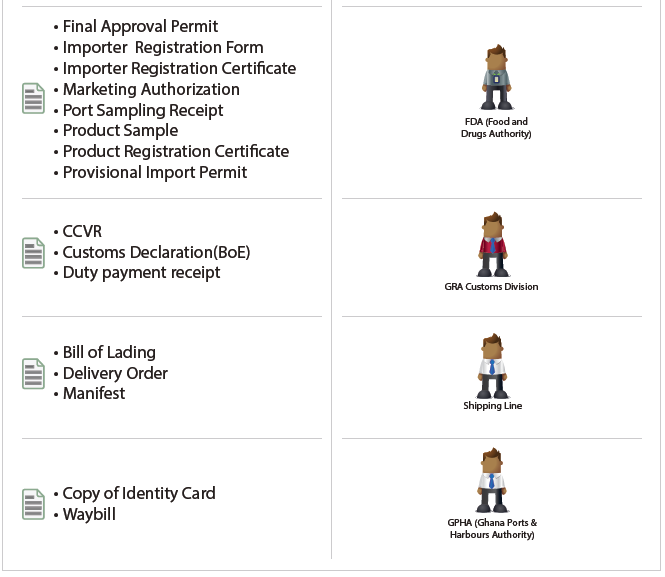 • Final Approval Permit
• Importer  Registration Form
• Importer Registration Certificate
• Marketing Authorization
• Port Sampling Receipt
• Product Sample
• Product Registration Certificate
• Provisional Import Permit
FDA (Food and
Drugs Authority)
• CCVR
• Customs Declaration(BoE)
• Duty payment receipt
GRA Customs Division
• Bill of Lading
• Delivery Order
• Manifest
Shipping Line
• Copy of Identity Card
• Waybill
GPHA (Ghana Ports &
Harbours Authority)